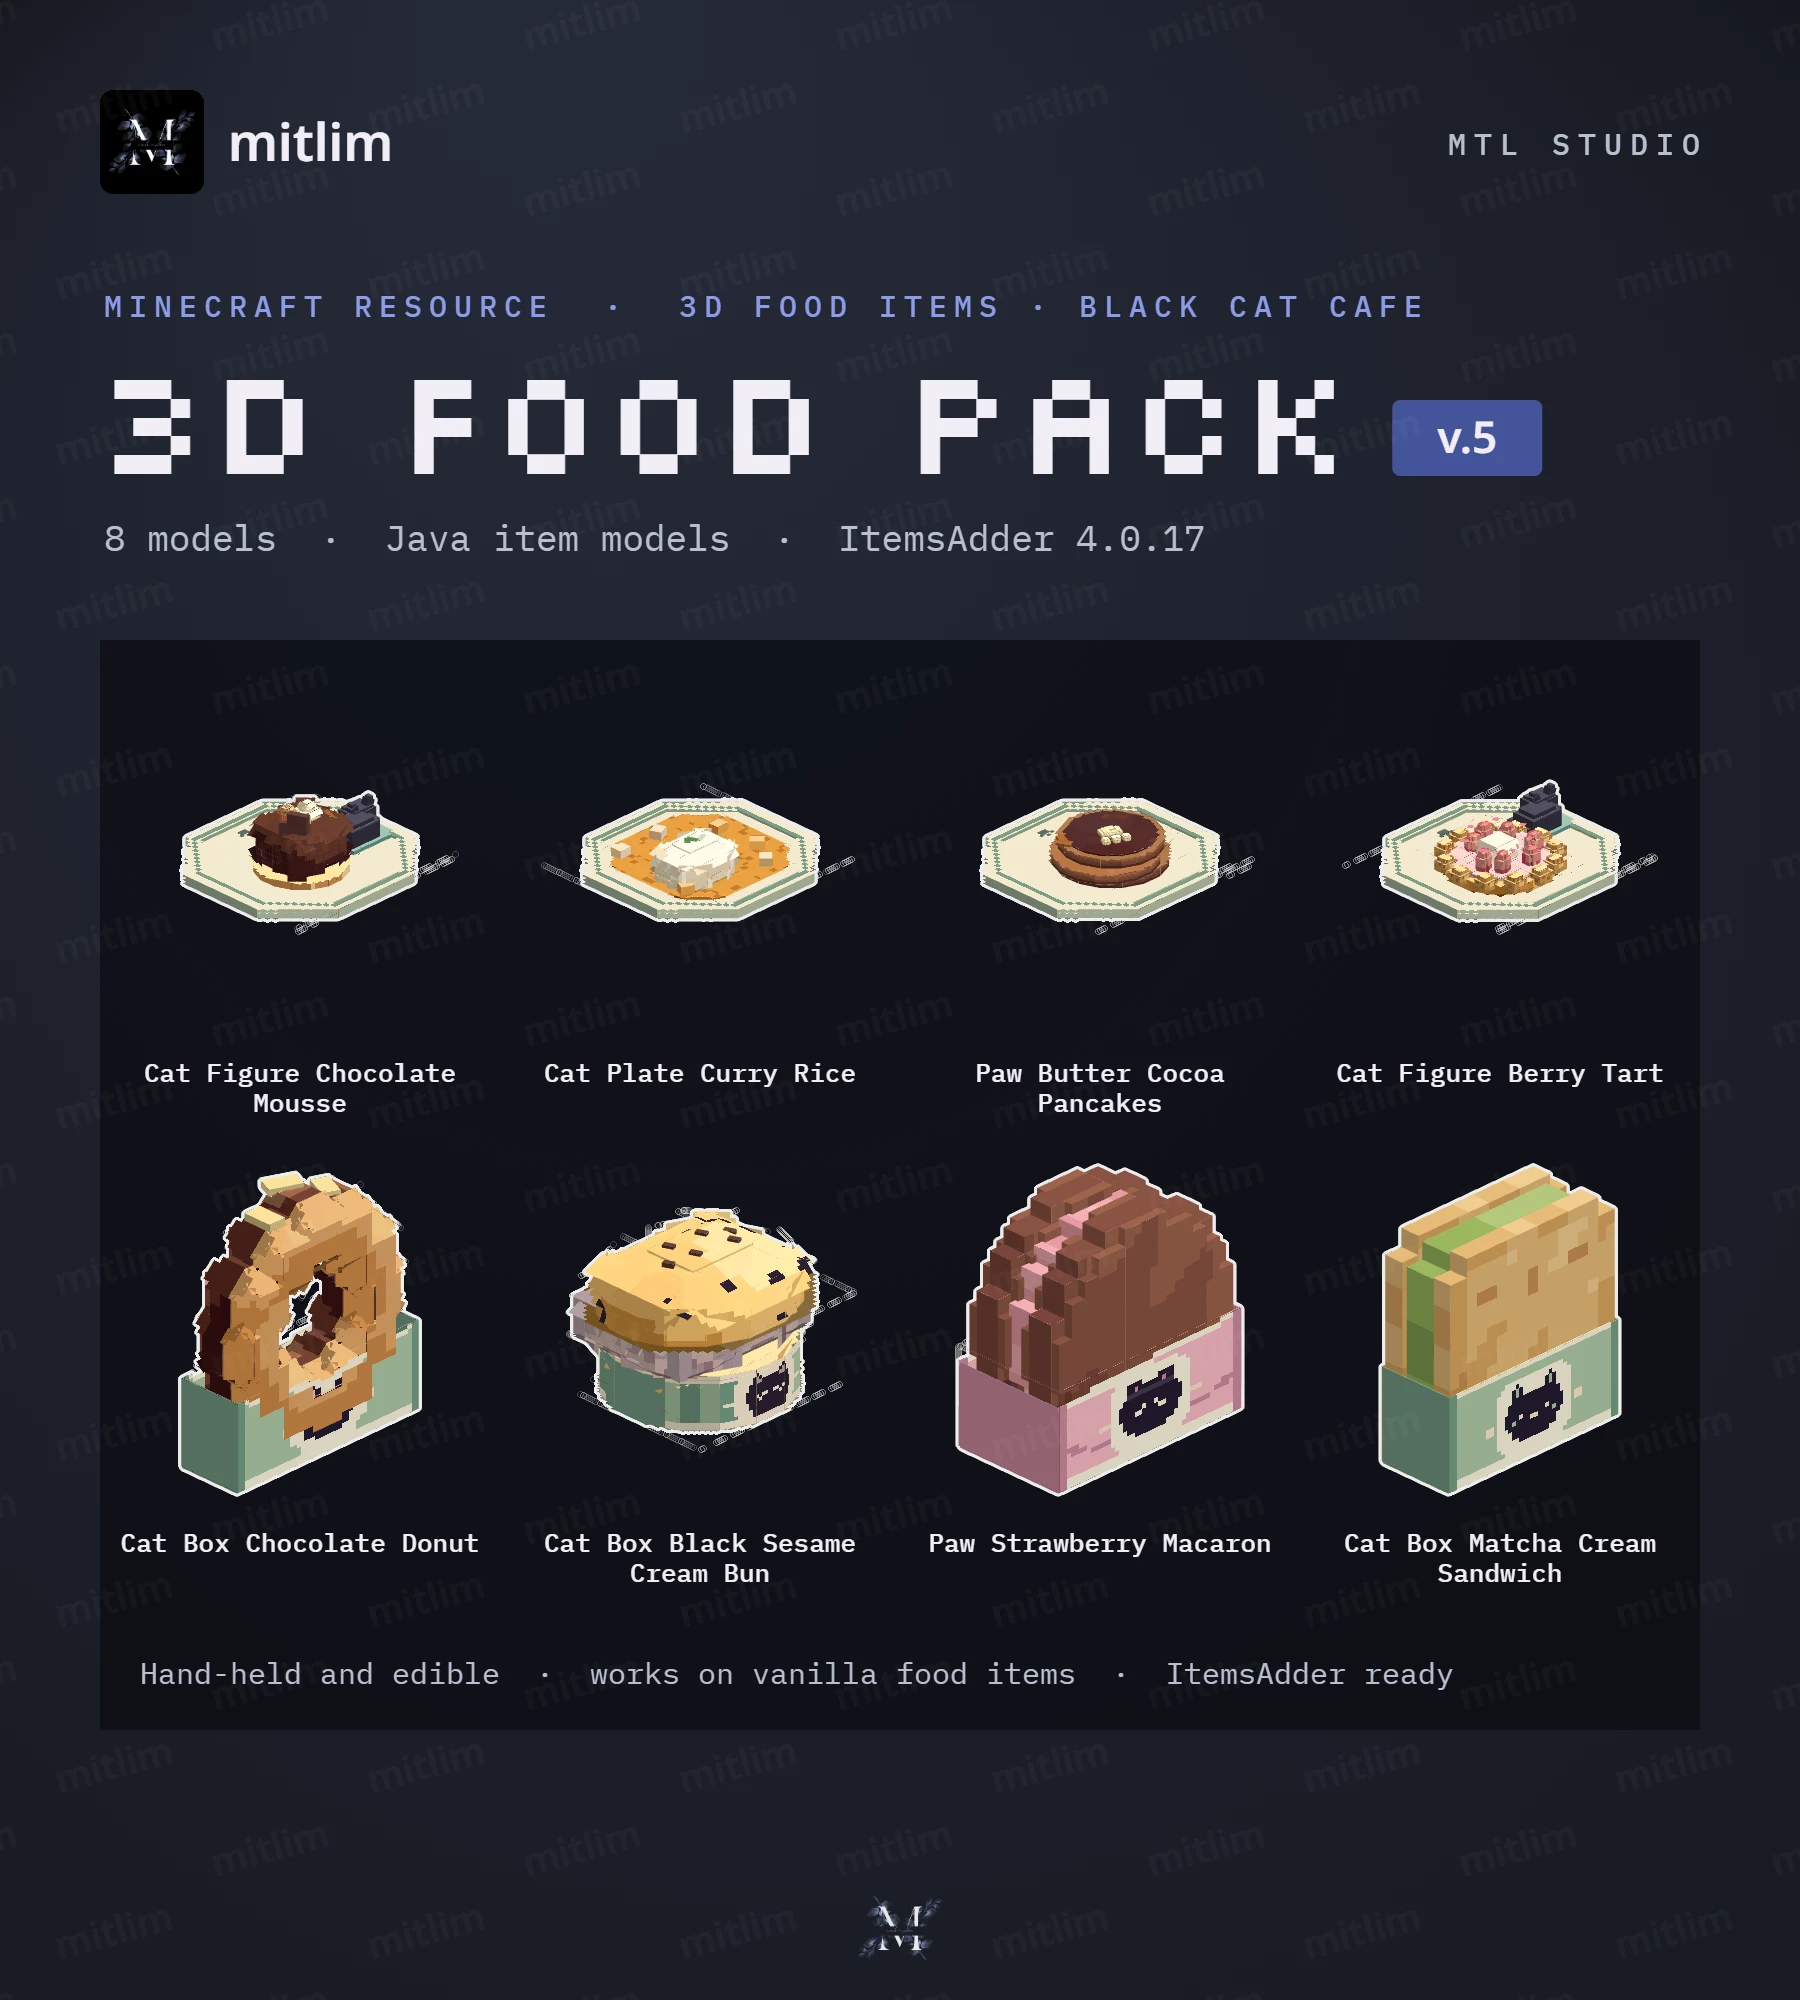 mitlim
MTL STUDIO
MINECRAFT RESOURCE · 3D FOOD ITEMS · BLACK CAT CAFE
3D FOOD PACK v.5
8 models · Java item models · ItemsAdder 4.0.17
Cat Figure Chocolate
Mousse
Cat Plate Curry Rice
Paw Butter Cocoa
Pancakes
Cat Figure Berry Tart
Cat Box Chocolate Donut
Cat Box Black Sesame
Cream Bun
Paw Strawberry Macaron
Cat Box Matcha Cream
Sandwich
Hand-held and edible · works on vanilla food items · ItemsAdder ready
M